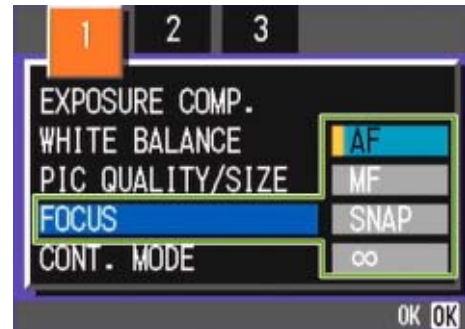 1 2 3
EXPOSURE COMP.
WHITE BALANCE AF
PIC QUALITY/SIZE MF
FOCUS SNAP
CONT. MODE ∞
OK OK